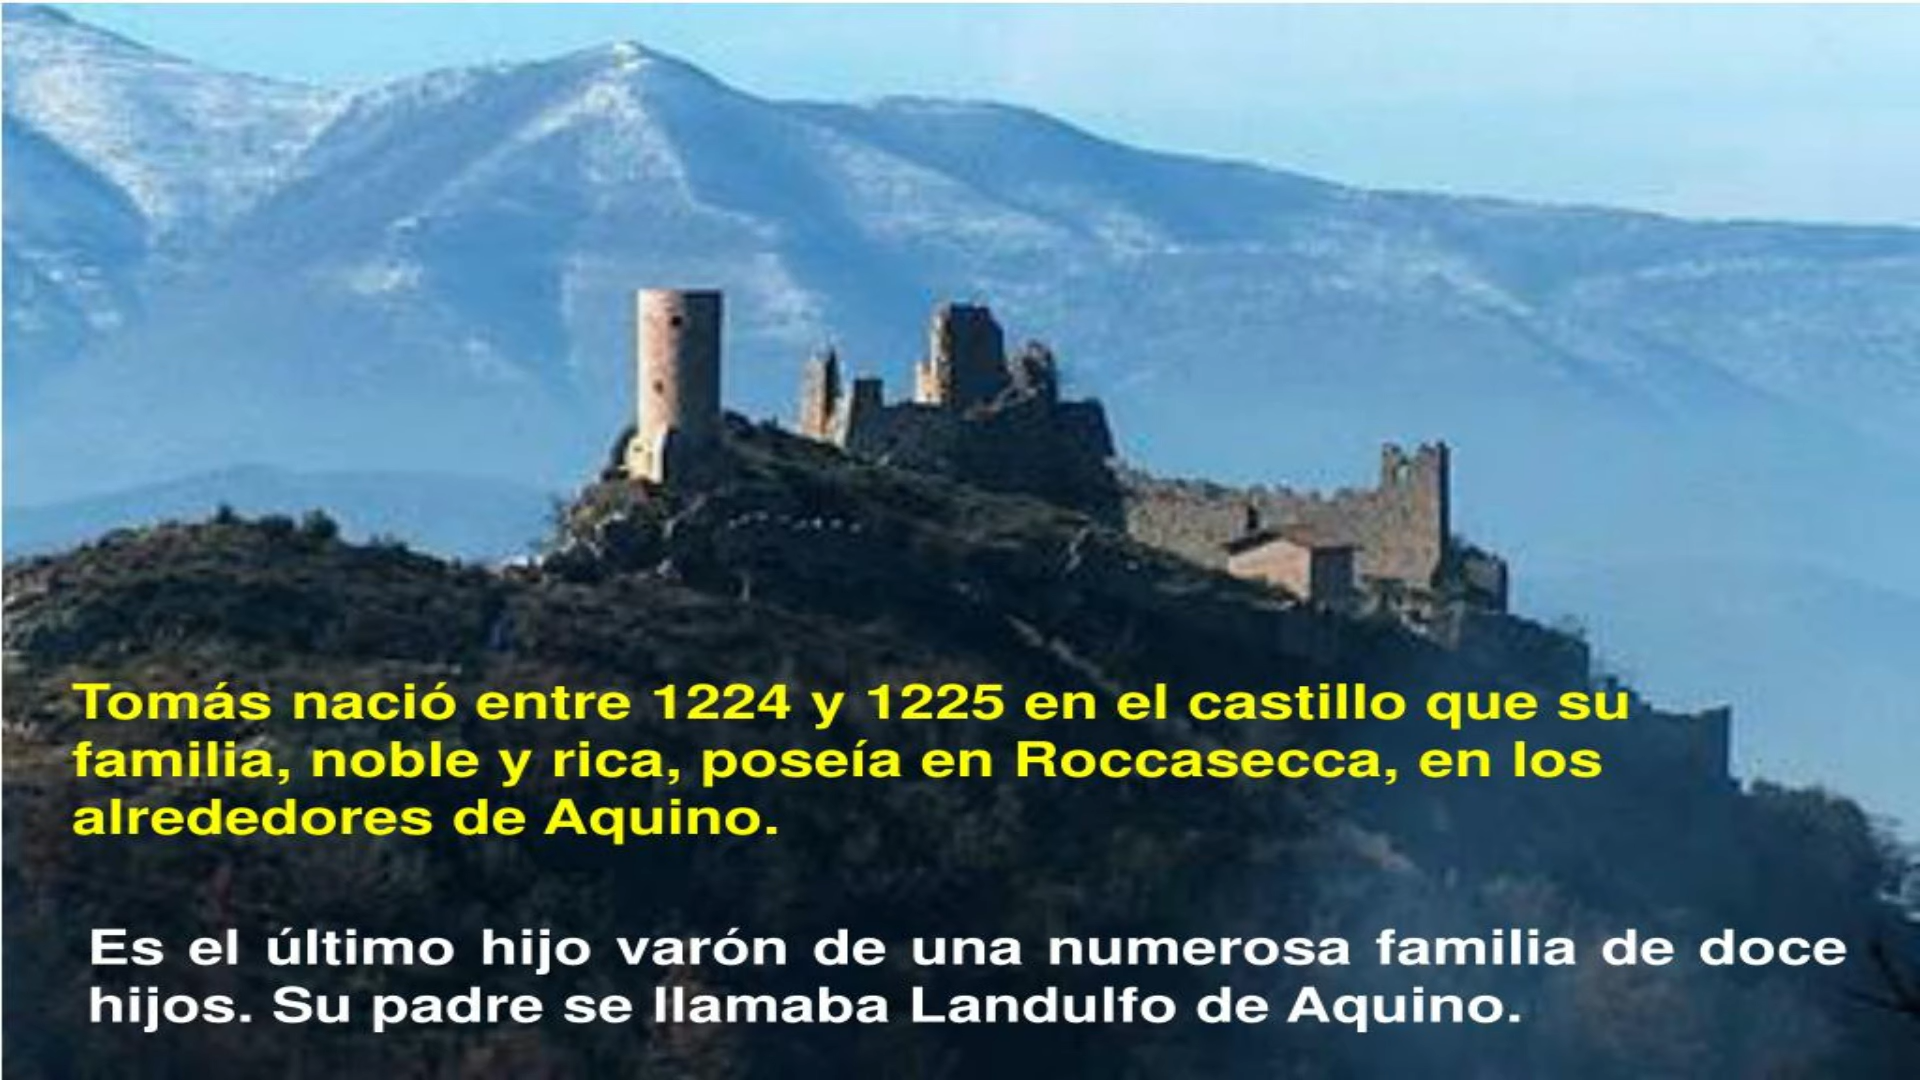 Tomás nació entre 1224 y 1225 en el castillo que su
familia, noble y rica, poseía en Roccasecca, en los
alrededores de Aquino.
Es el último hijo varón de una numerosa familia de doce
hijos. Su padre se llamaba Landulfo de Aquino.